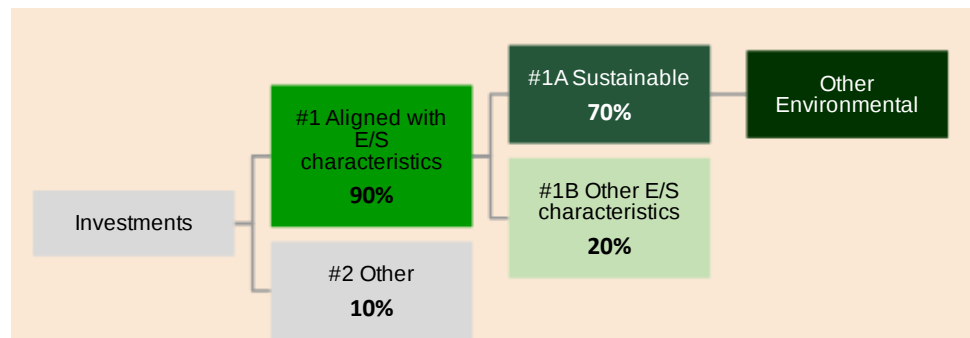 Investments
#1 Aligned with
E/S
characteristics
90%
#2 Other
10%
#1A Sustainable
70%
#1B Other E/S
characteristics
20%
Other
Environmental